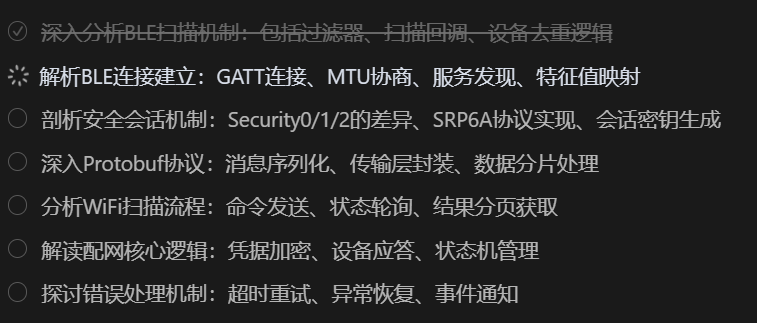 深入分析BLE扫描机制：包括过滤器、扫描回调、设备去重逻辑
解析BLE连接建立：GATT连接、MTU协商、服务发现、特征值映射
剖析安全会话机制：Security0/1/2的差异、SRP6A协议实现、会话密钥生成
深入Protobuf协议：消息序列化、传输层封装、数据分片处理
分析WiFi扫描流程：命令发送、状态轮询、结果分页获取
解读配网核心逻辑：凭据加密、设备应答、状态机管理
探讨错误处理机制：超时重试、异常恢复、事件通知